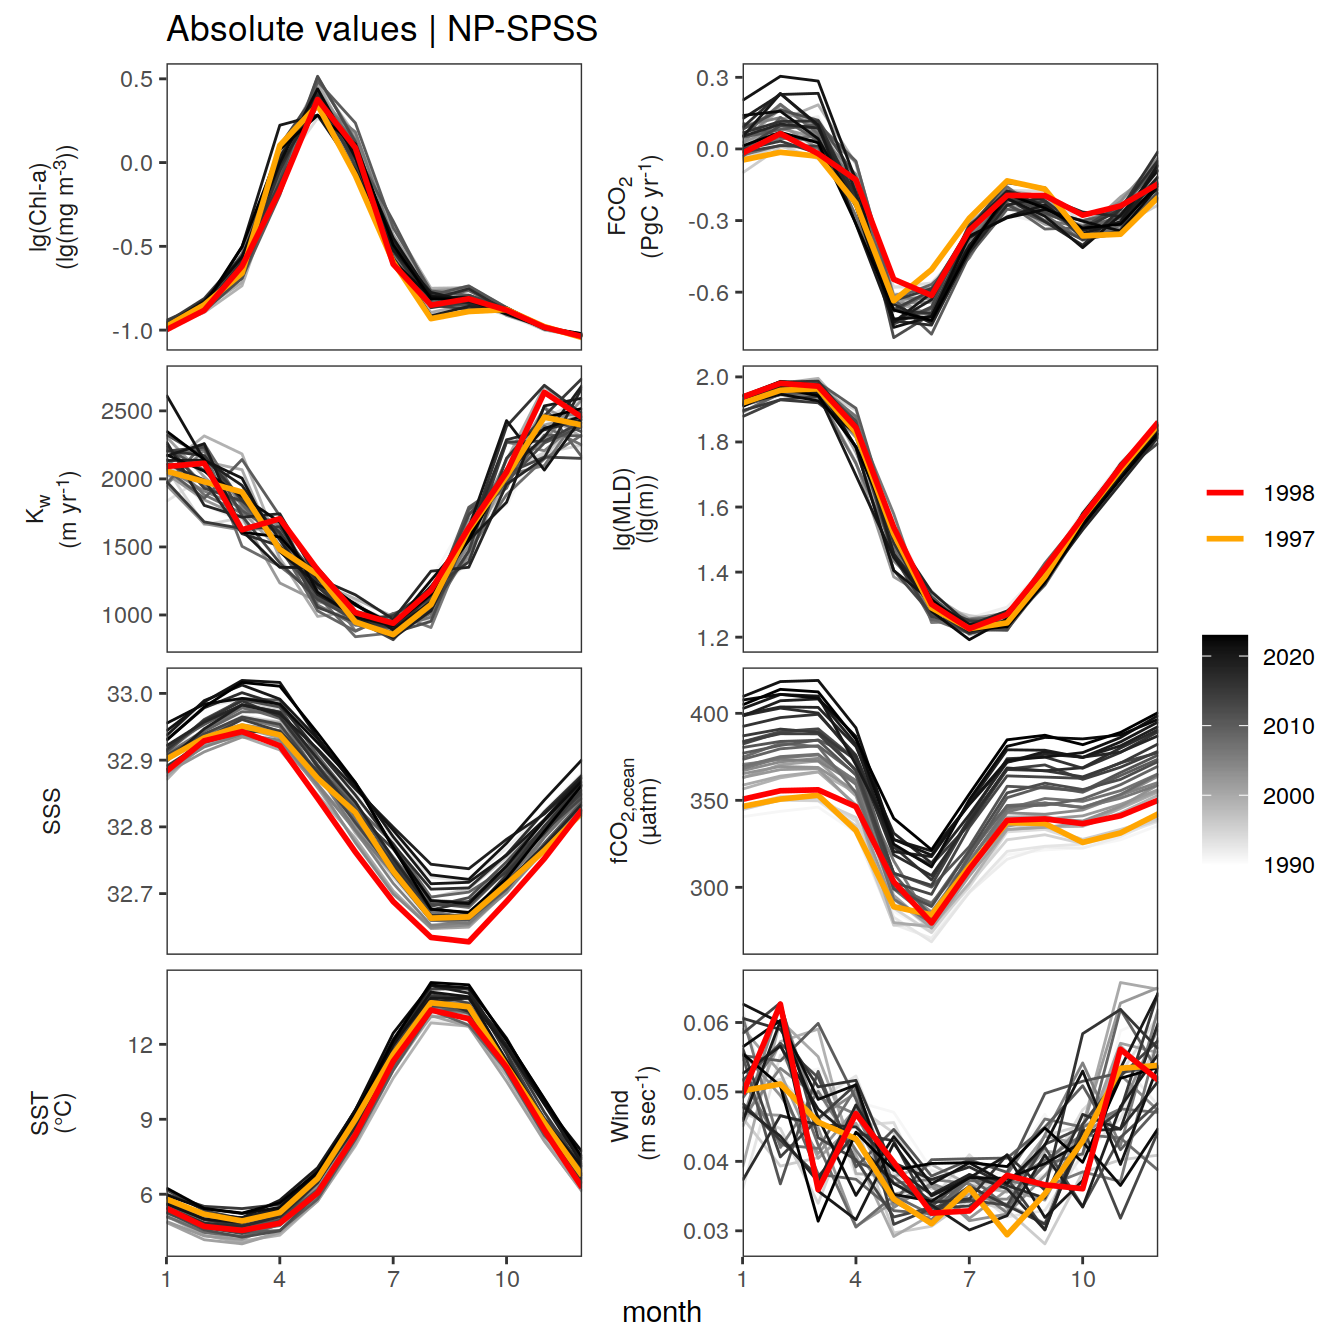 Absolute values | NP-SPSS
lg(Chl-a)
(lg(mg m⁻³))
0.5
0.0
-0.5
-1.0
FCO₂
(PgC yr⁻¹)
0.3
0.0
-0.3
-0.6
K_w
(m yr⁻¹)
2500
2000
1500
1000
lg(MLD)
(lg(m))
2.0
1.8
1.6
1.4
1.2
SSS
33.0
32.9
32.8
32.7
fCO₂,ocean
(µatm)
400
350
300
SST
(°C)
12
9
6
1 4 7 10
Wind
(m sec⁻¹)
0.06
0.05
0.04
0.03
1 4 7 10
month
1998
1997
2020
2010
2000
1990